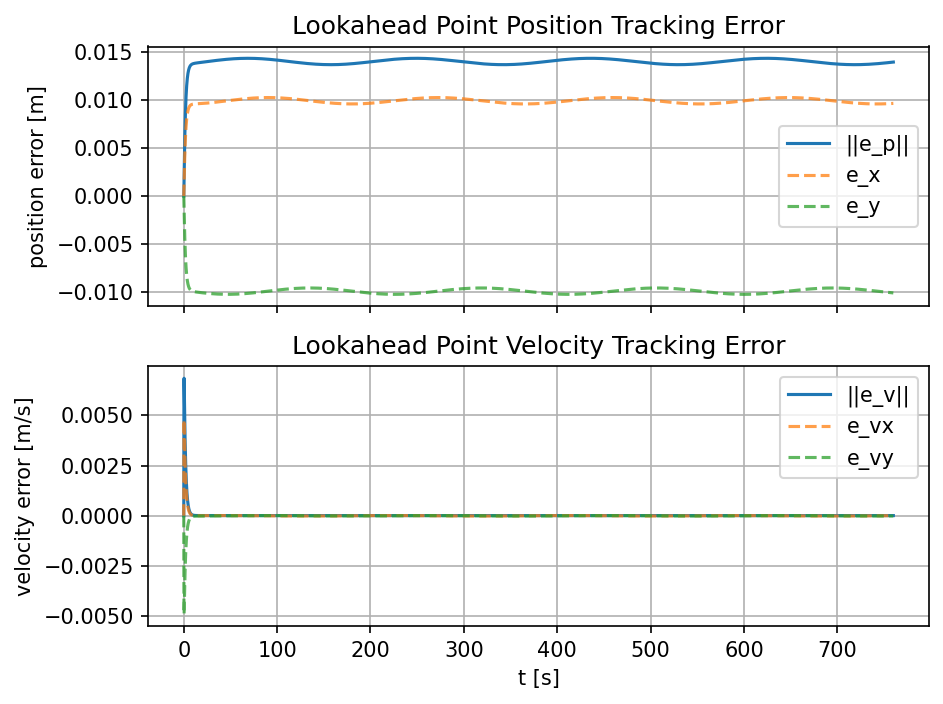 Lookahead Point Position Tracking Error
position error [m]
0.015
0.010
0.005
0.000
−0.005
−0.010
||e_p||
e_x
e_y
Lookahead Point Velocity Tracking Error
velocity error [m/s]
0.0050
0.0025
0.0000
−0.0025
−0.0050
||e_v||
e_vx
e_vy
0 100 200 300 400 500 600 700
t [s]